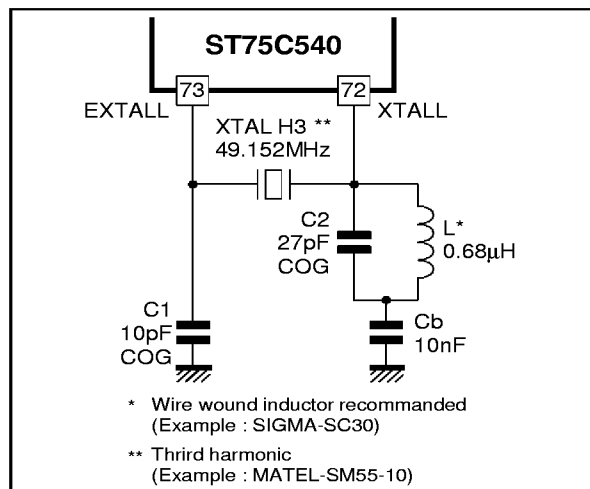 ST75C540
73
72
EXTALL
XTALL
XTAL H3 **
49.152MHz
C2
27pF
COG
L*
0.68µH
C1
10pF
COG
Cb
10nF
* Wire wound inductor recommanded
(Example : SIGMA-SC30)
** Thrird harmonic
(Example : MATEL-SM55-10)